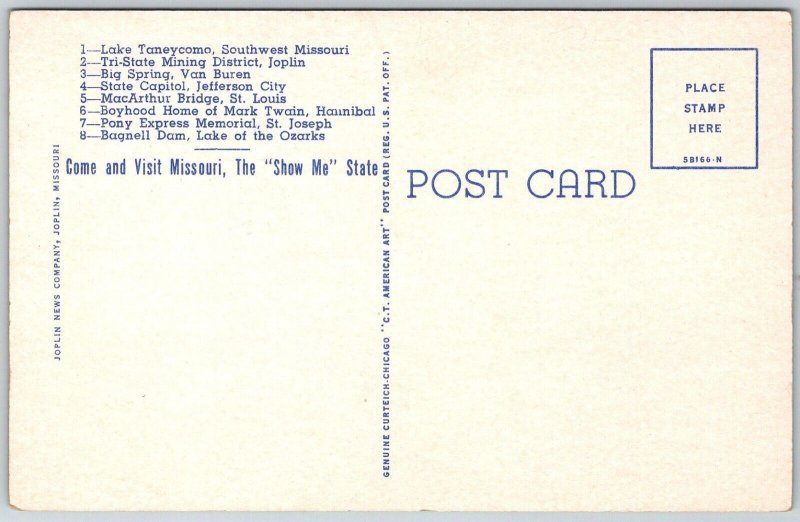 1—Lake Taneycomo, Southwest Missouri
2—Tri-State Mining District, Joplin
3—Big Spring, Van Buren
4—State Capitol, Jefferson City
5—MacArthur Bridge, St. Louis
6—Boyhood Home of Mark Twain, Hannibal
7—Pony Express Memorial, St. Joseph
8—Bagnell Dam, Lake of the Ozarks
Come and Visit Missouri, The "Show Me" State
JOPLIN NEWS COMPANY, JOPLIN, MISSOURI
GENUINE CURTEICH-CHICAGO "C.T. AMERICAN ART" POST CARD (REG. U.S. PAT. OFF.)
POST CARD
PLACE
STAMP
HERE
5B166-N